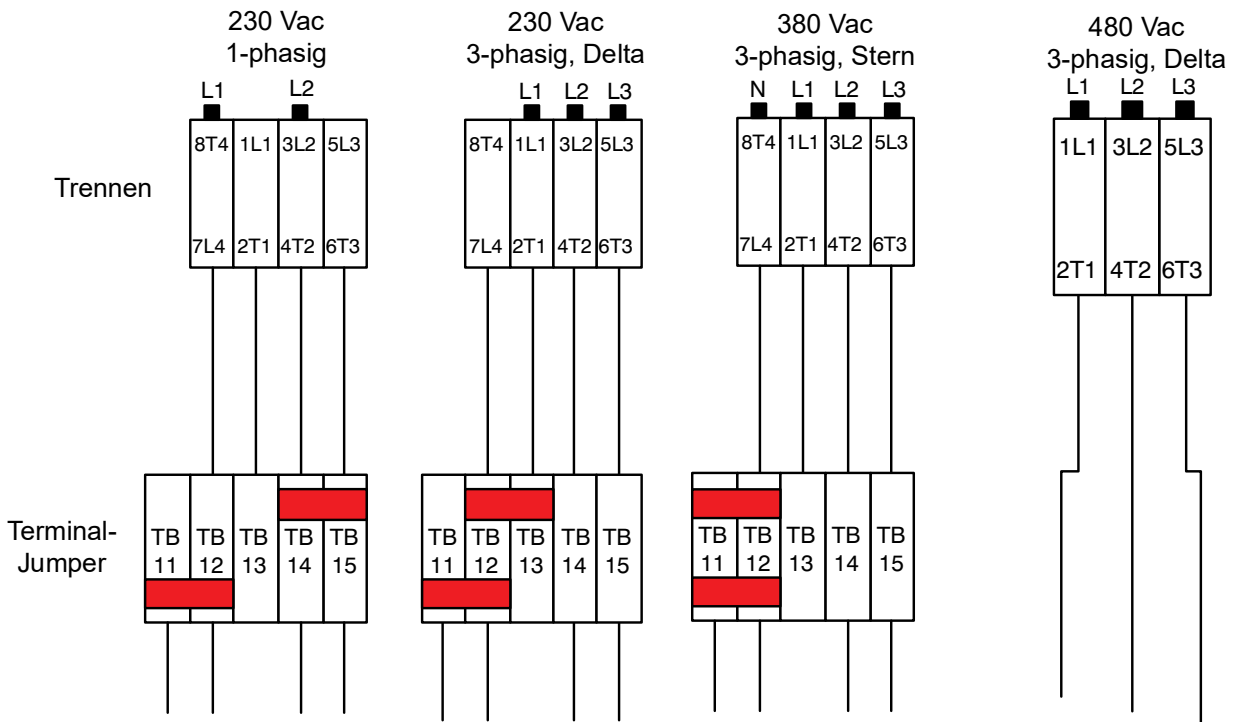 230 Vac
1-phasig
230 Vac
3-phasig, Delta
380 Vac
3-phasig, Stern
480 Vac
3-phasig, Delta
L1 L2
L1 L2 L3
N L1 L2 L3
L1 L2 L3
Trennen
8T4 1L1 3L2 5L3
7L4 2T1 4T2 6T3
8T4 1L1 3L2 5L3
7L4 2T1 4T2 6T3
8T4 1L1 3L2 5L3
7L4 2T1 4T2 6T3
1L1 3L2 5L3
2T1 4T2 6T3
Terminal-
Jumper
TB TB TB TB TB
11 12 13 14 15
TB TB TB TB TB
11 12 13 14 15
TB TB TB TB TB
11 12 13 14 15